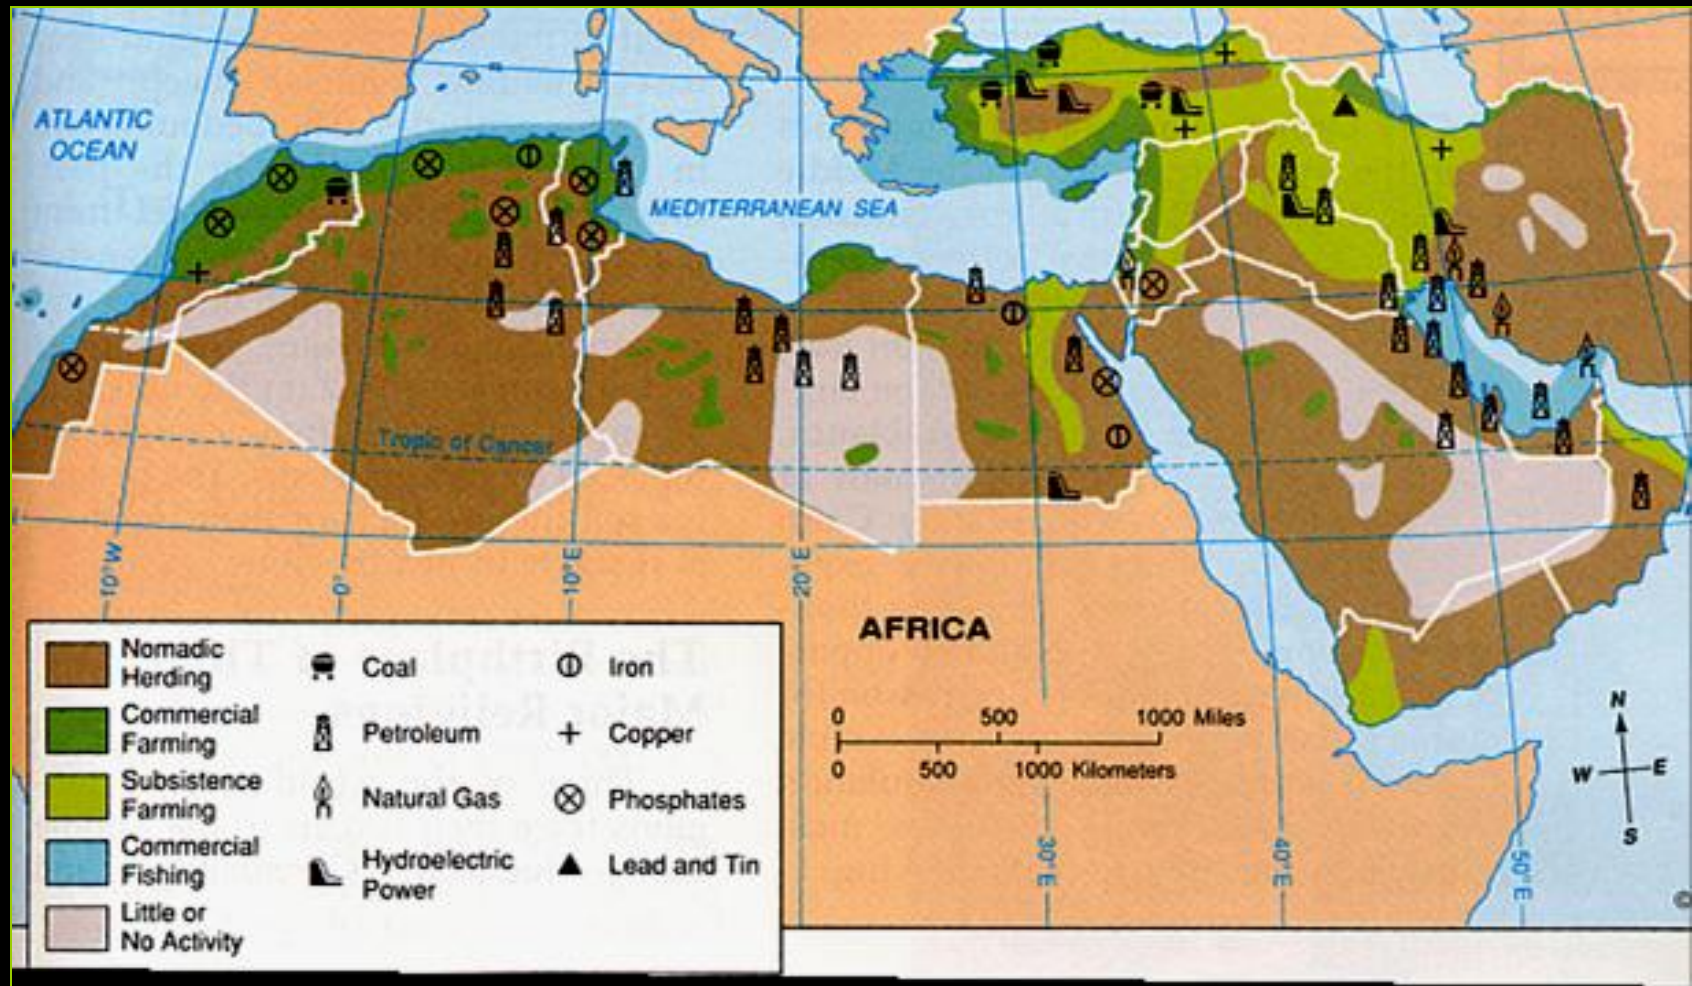 ATLANTIC
OCEAN
MEDITERRANEAN SEA
Tropic of Cancer
10°W
0°
10°E
20°E
AFRICA
30°E
40°E
50°E
0 500 1000 Miles
0 500 1000 Kilometers
N
W E
S
Nomadic
Herding
Commercial
Farming
Subsistence
Farming
Commercial
Fishing
Little or
No Activity
Coal
Petroleum
Natural Gas
Hydroelectric
Power
Iron
Copper
Phosphates
Lead and Tin
©